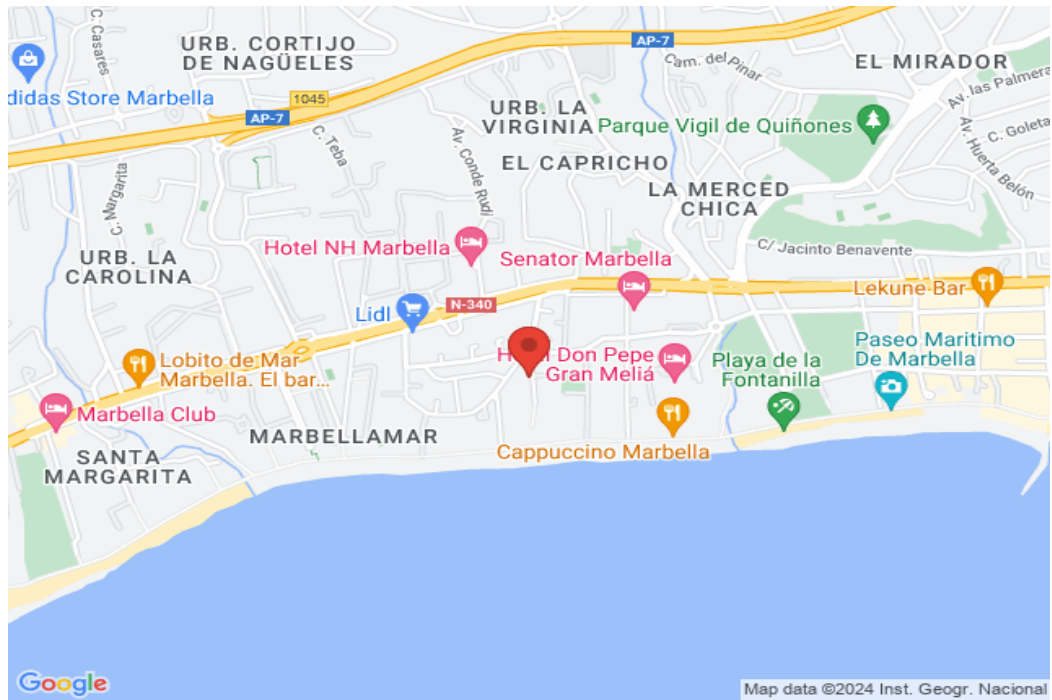 C. Casares
URB. CORTIJO
DE NAGÜELES
AP-7
Cam. del Pinar
EL MIRADOR
didas Store Marbella
1045
AP-7
URB. LA
VIRGINIA
Parque Vigil de Quiñones
Av. las Palmera
C. Goleta
Av. Huerta Belón
C. Teba
Av. Conde Rudi
EL CAPRICHO
LA MERCED
CHICA
C. Margarita
URB. LA
CAROLINA
Hotel NH Marbella
Senator Marbella
C/ Jacinto Benavente
Lekune Bar
N-340
Lidl
Lobito de Mar
Marbella. El bar...
H l Don Pepe
Gran Meliá
Playa de la
Fontanilla
Paseo Maritimo
De Marbella
Marbella Club
MARBELLAMAR
Cappuccino Marbella
SANTA
MARGARITA
Google
Map data ©2024 Inst. Geogr. Nacional